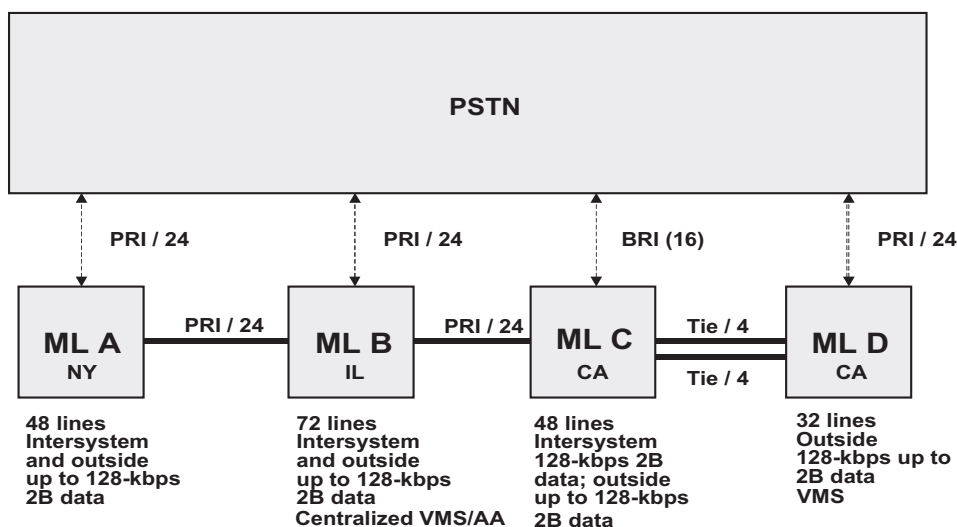 PSTN
PRI / 24
PRI / 24
BRI (16)
PRI / 24
ML A
NY
PRI / 24
ML B
IL
PRI / 24
ML C
CA
Tie / 4
Tie / 4
ML D
CA
48 lines
Intersystem
and outside
up to 128-kbps
2B data
72 lines
Intersystem
and outside
up to 128-kbps
2B data
Centralized VMS/AA
48 lines
Intersystem
128-kbps 2B
data; outside
up to 128-kbps
2B data
32 lines
Outside
128-kbps up to
2B data
VMS